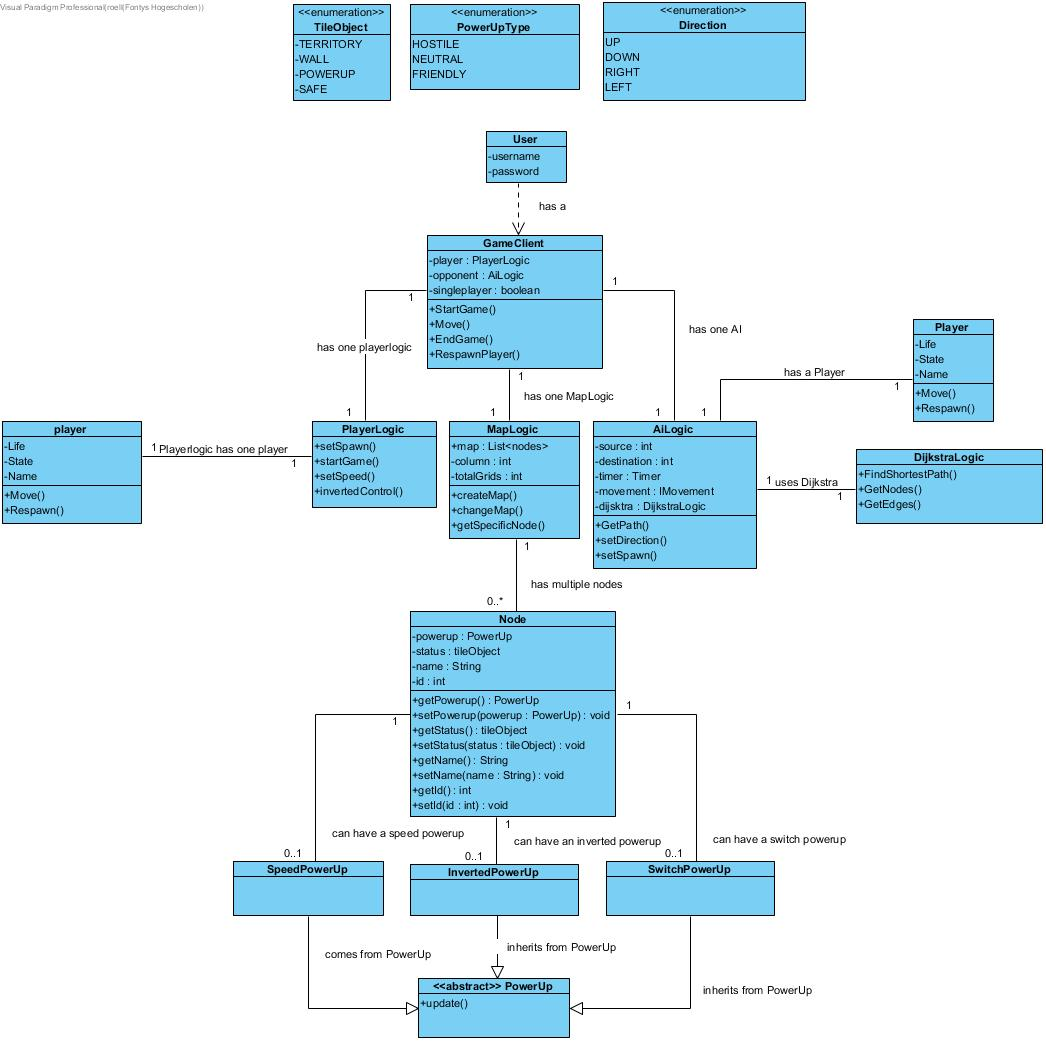 Visual Paradigm Professional(roell(Fontys Hogescholen))
<<enumeration>>
TileObject
-TERRITORY
-WALL
-POWERUP
-SAFE
<<enumeration>>
PowerUpType
HOSTILE
NEUTRAL
FRIENDLY
<<enumeration>>
Direction
UP
DOWN
RIGHT
LEFT
User
-username
-password
has a
GameClient
-player : PlayerLogic
-opponent : AiLogic
-singleplayer : boolean
+StartGame()
+Move()
+EndGame()
+RespawnPlayer()
1
1
1
has one playerlogic
has one MapLogic
has one AI
1
1
1
Player
-Life
-State
-Name
+Move()
+Respawn()
has a Player
1
1
player
-Life
-State
-Name
+Move()
+Respawn()
1 Playerlogic has one player
1
PlayerLogic
+setSpawn()
+startGame()
+setSpeed()
+invertedControl()
MapLogic
+map : List<nodes>
-column : int
-totalGrids : int
+createMap()
+changeMap()
+getSpecificNode()
AiLogic
-source : int
-destination : int
-timer : Timer
-movement : IMovement
-dijsktra : DijkstraLogic
+GetPath()
+setDirection()
+setSpawn()
1 uses Dijkstra
1
DijkstraLogic
+FindShortestPath()
+GetNodes()
+GetEdges()
1
has multiple nodes
0..*
Node
-powerup : PowerUp
-status : tileObject
-name : String
-id : int
+getPowerup() : PowerUp
+setPowerup(powerup : PowerUp) : void
+getStatus() : tileObject
+setStatus(status : tileObject) : void
+getName() : String
+setName(name : String) : void
+getId() : int
+setId(id : int) : void
1
1
1
can have a speed powerup
can have an inverted powerup
can have a switch powerup
0..1
0..1
0..1
SpeedPowerUp
InvertedPowerUp
SwitchPowerUp
comes from PowerUp
inherits from PowerUp
inherits from PowerUp
<<abstract>> PowerUp
+update()